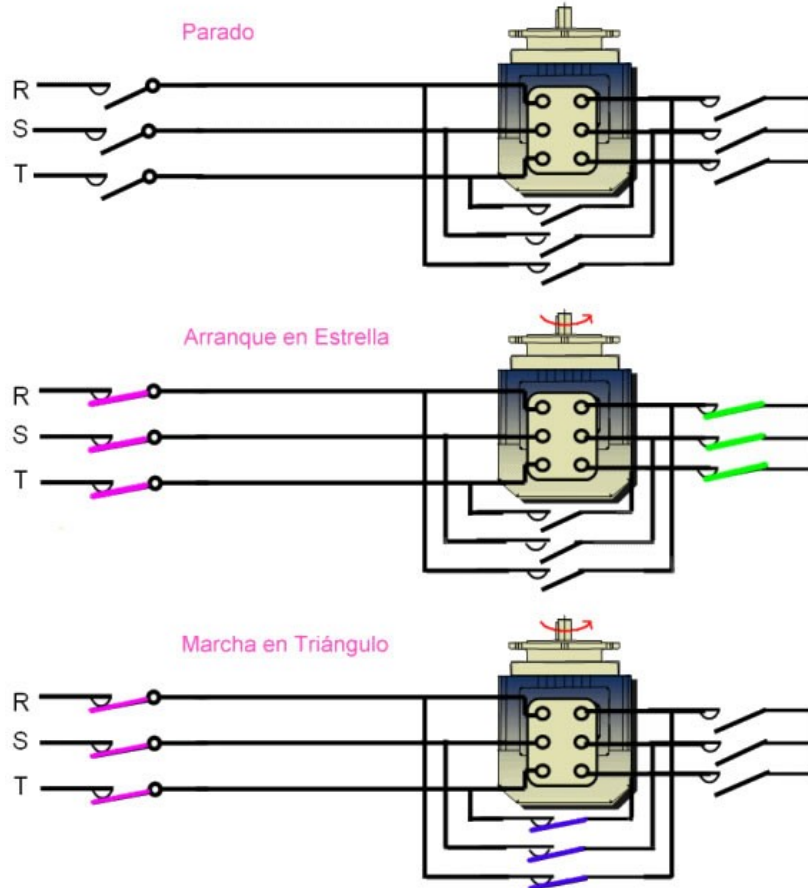 Parado
R
S
T
Arranque en Estrella
R
S
T
Marcha en Triángulo
R
S
T